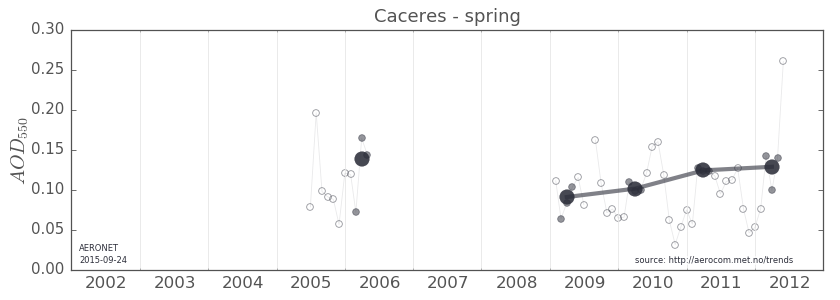 Caceres - spring
0.30
0.25
0.20
0.15
0.10
0.05
0.00
AOD550
AERONET
2015-09-24
source: http://aerocom.met.no/trends
2002 2003 2004 2005 2006 2007 2008 2009 2010 2011 2012